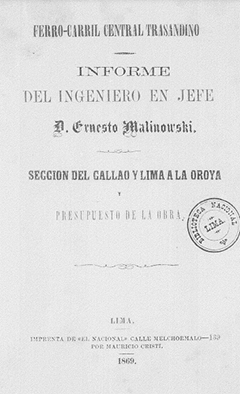 FERRO-CARRIL CENTRAL TRASANDINO
INFORME
DEL INGENIERO EN JEFE
D. Ernesto Malinowski.
SECCION DEL CALLAO Y LIMA A LA OROYA
Y
PRESUPUESTO DE LA OBRA.
BIBLIOTECA NACIONAL
LIMA
LIMA.
IMPRENTA DE «EL NACIONAL» CALLE MELCHORMALO—139
POR MAURICIO CRISTI.
1869.